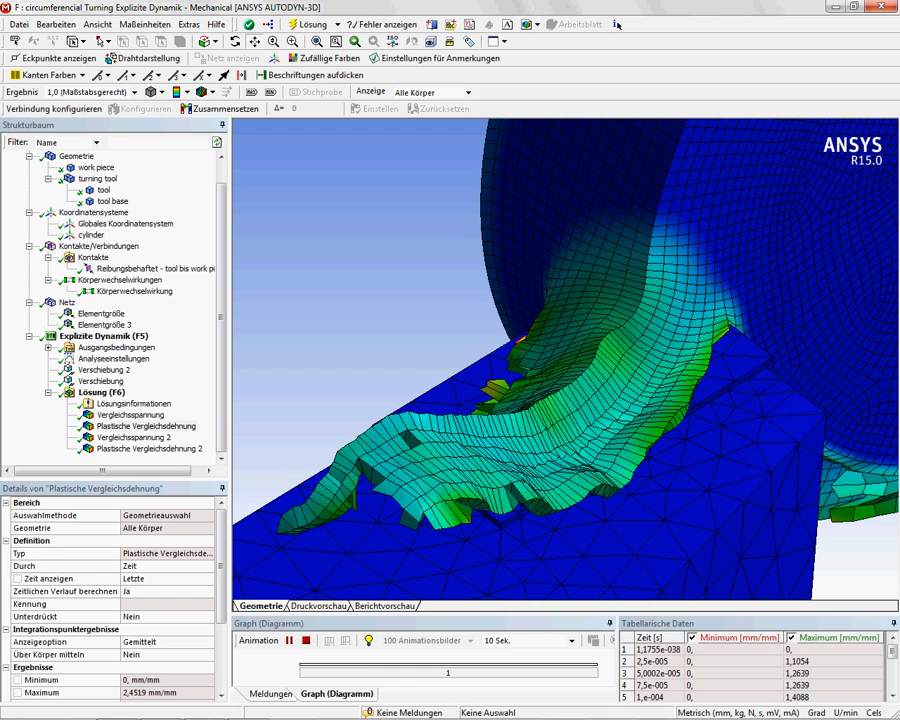 F : circumferencial Turning Explizite Dynamik - Mechanical [ANSYS AUTODYN-3D]
Datei Bearbeiten Ansicht Maßeinheiten Extras Hilfe Lösung ?./ Fehler anzeigen Arbeitsblatt
Eckpunkte anzeigen Drahtdarstellung Netz anzeigen Zufällige Farben Einstellungen für Anmerkungen
Kanten Farben Beschriftungen aufdicken
Ergebnis 1,0 (Maßstabsgerecht) Stichprobe Anzeige Alle Körper
Verbindung konfigurieren Konfigurieren Zusammensetzen Δ= 0 Einstellen Zurücksetzen
Strukturbaum
Filter: Name
Geometrie
work piece
turning tool
tool
tool base
Koordinatensysteme
Globales Koordinatensystem
cylinder
Kontakte/Verbindungen
Kontakte
Reibungsbehaftet - tool bis work pi
Körperwechselwirkungen
Körperwechselwirkung
Netz
Elementgröße
Elementgröße 3
Explizite Dynamik (F5)
Ausgangsbedingungen
Analyseeinstellungen
Verschiebung 2
Verschiebung
Lösung (F6)
Lösungsinformationen
Vergleichsspannung
Plastische Vergleichsdehnung
Vergleichsspannung 2
Plastische Vergleichsdehnung 2
ANSYS
R15.0
Details von "Plastische Vergleichsdehnung"
Bereich
Auswahlmethode Geometrieauswahl
Geometrie Alle Körper
Definition
Typ Plastische Vergleichsde...
Durch Zeit
Zeit anzeigen Letzte
Zeitlichen Verlauf berechnen Ja
Kennung
Unterdrückt Nein
Integrationspunktergebnisse
Anzeigeoption Gemittelt
Über Körper mitteln Nein
Ergebnisse
Minimum 0, mm/mm
Maximum 2,4519 mm/mm
Geometrie Druckvorschau Berichtvorschau
Graph (Diagramm)
Animation 100 Animationsbilder 10 Sek.
1
Meldungen Graph (Diagramm)
Tabellarische Daten
Zeit [s] Minimum [mm/mm] Maximum [mm/mm]
1 1,1755e-038 0, 0,
2 2,5e-005 0, 1,1054
3 5,0002e-005 0, 1,2639
4 7,5e-005 0, 1,2639
5 1,e-004 0, 1,4088
Keine Meldungen Keine Auswahl Metrisch (mm, kg, N, s, mV, mA) Grad U/min Cels